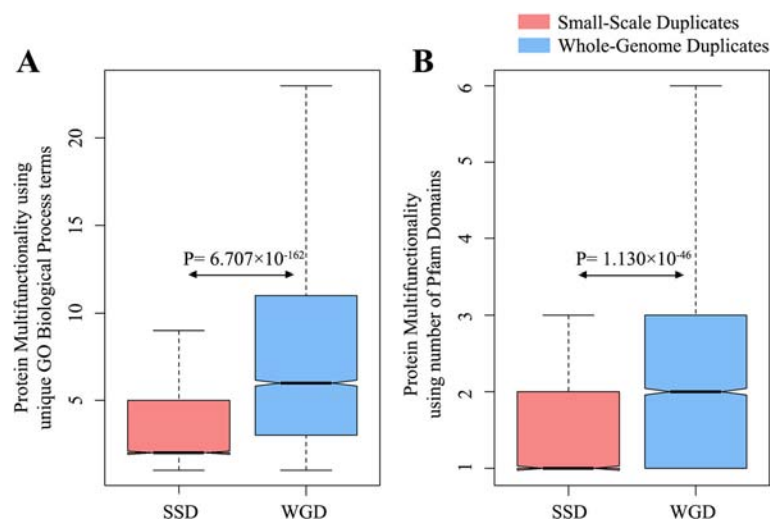 Small-Scale Duplicates
Whole-Genome Duplicates
A
Protein Multifunctionality using
unique GO Biological Process terms
20
15
10
5
P= 6.707×10-162
SSD
WGD
B
Protein Multifunctionality
using number of Pfam Domains
6
5
4
3
2
1
P= 1.130×10-46
SSD
WGD